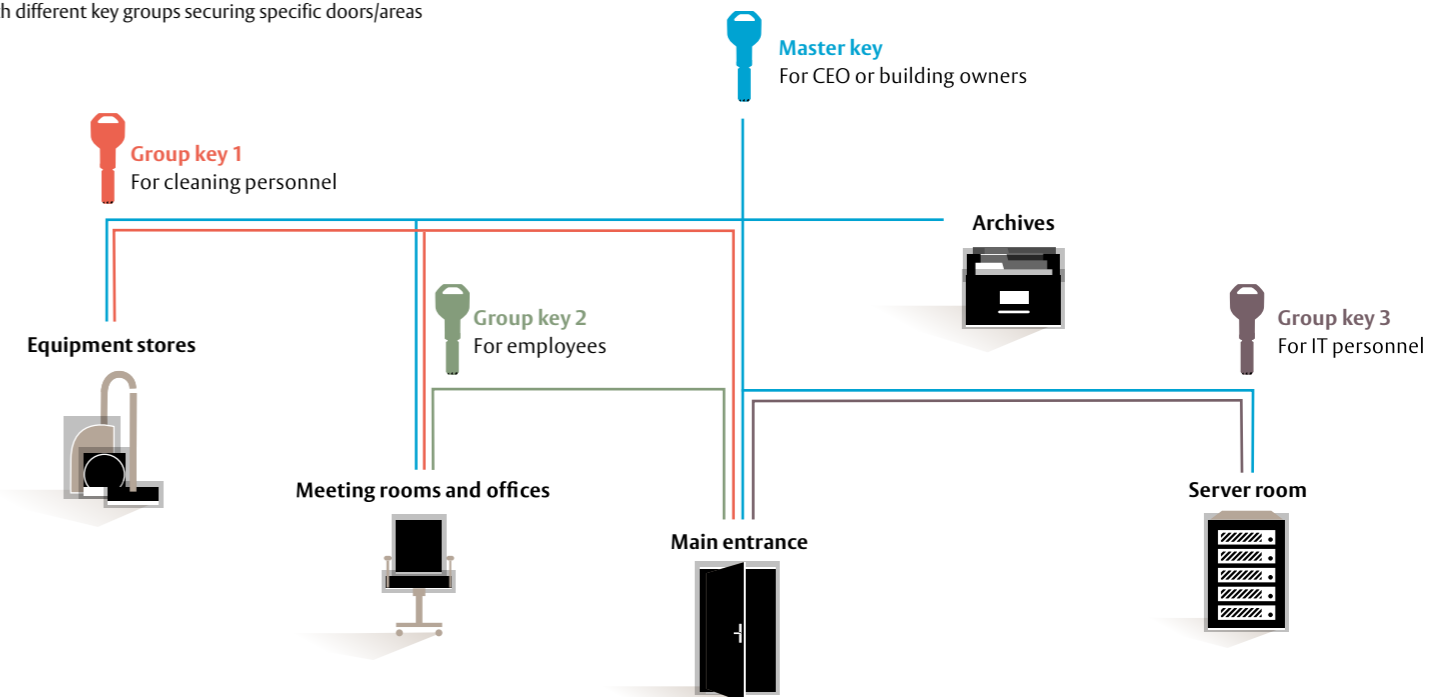 different key groups securing specific doors/areas
Master key
For CEO or building owners
Group key 1
For cleaning personnel
Archives
Group key 2
For employees
Group key 3
For IT personnel
Equipment stores
Meeting rooms and offices
Server room
Main entrance